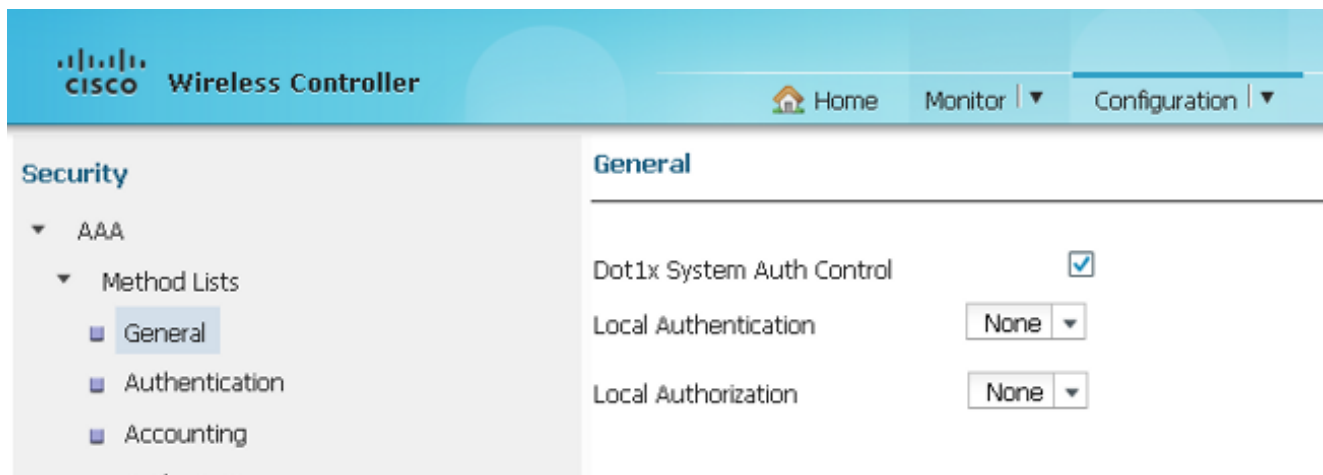 CISCO Wireless Controller
Home Monitor Configuration
Security
AAA
Method Lists
General
Authentication
Accounting
General
Dot1x System Auth Control
Local Authentication None
Local Authorization None